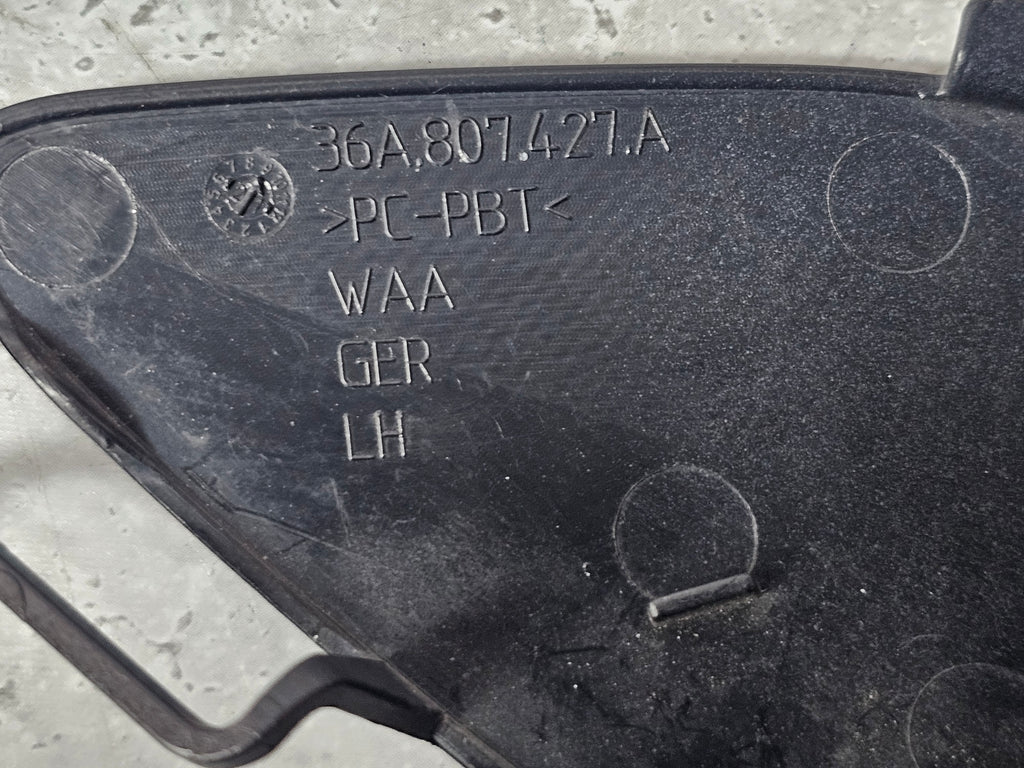 36A.807.427.A
>PC-PBT<
WAA
GER
LH